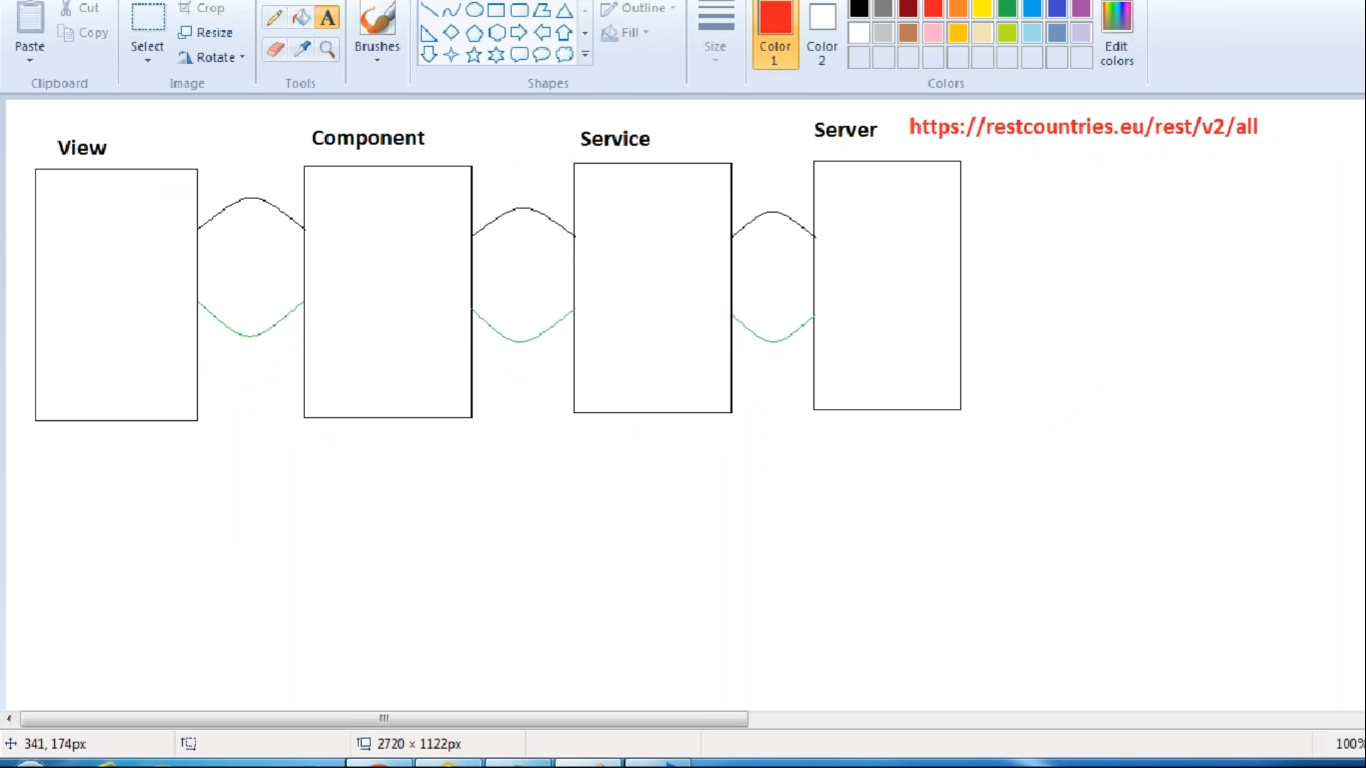 Cut
Crop
Copy
Resize
Outline
Fill
Paste
Select
Rotate
A
Brushes
Size
Color
1
Color
2
Edit
colors
Clipboard
Image
Tools
Shapes
Colors
View
Component
Service
Server
https://restcountries.eu/rest/v2/all
341, 174px
2720 × 1122px
100%